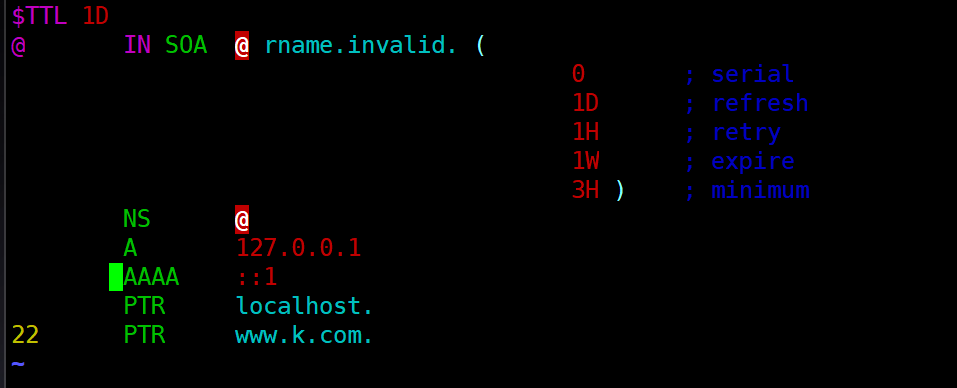 $TTL 1D
@ IN SOA @ rname.invalid. (
0 ; serial
1D ; refresh
1H ; retry
1W ; expire
3H ) ; minimum
NS @
A 127.0.0.1
AAAA ::1
PTR localhost.
22 PTR www.k.com.
~